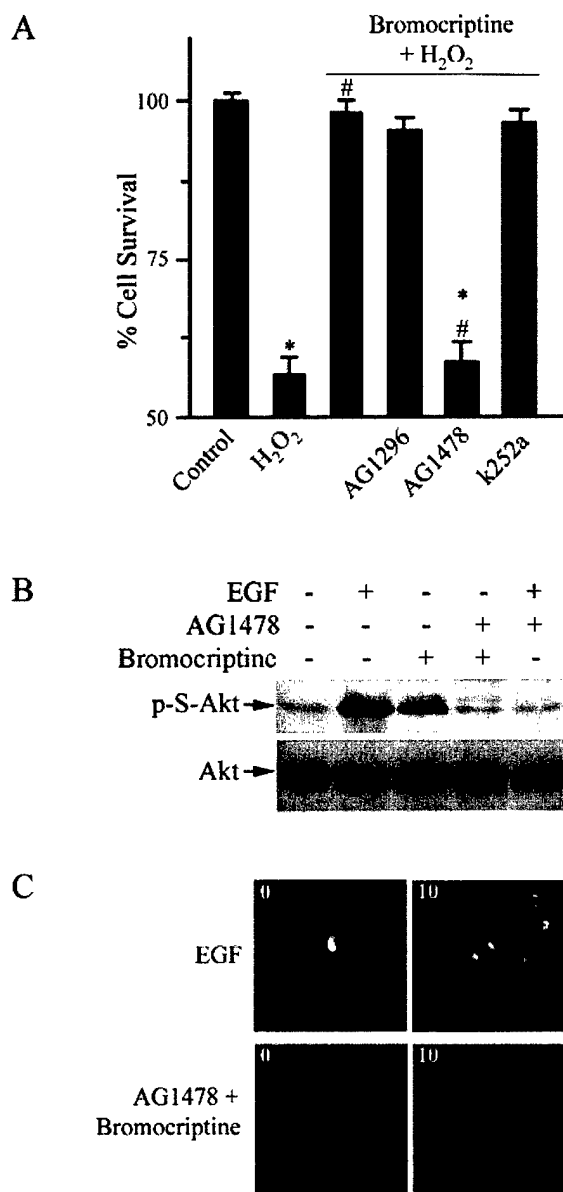 A
Bromocriptine
+ H₂O₂
% Cell Survival
100
75
50
#
*
*
#
Control
H₂O₂
AG1296
AG1478
k252a
B
EGF - + - - +
AG1478 - - - + +
Bromocriptine - - + + -
p-S-Akt
Akt
C
EGF
0
10
AG1478 +
Bromocriptine
0
10